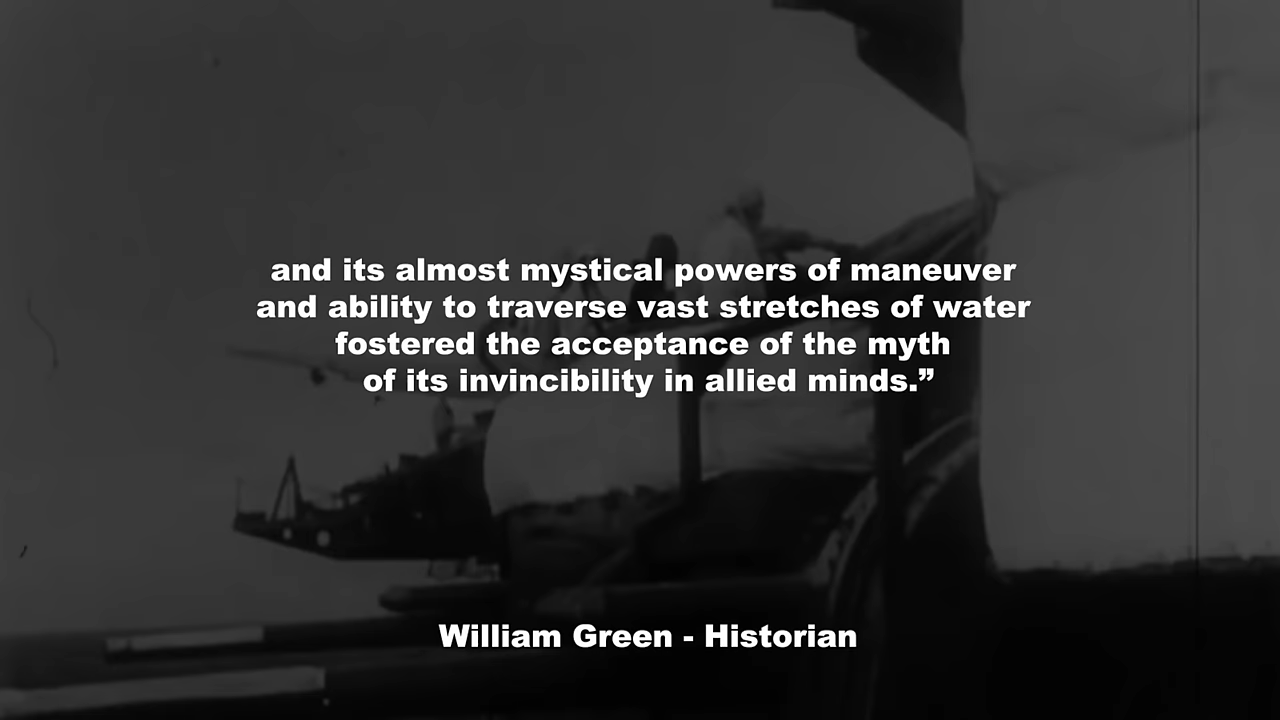 and its almost mystical powers of maneuver
and ability to traverse vast stretches of water
fostered the acceptance of the myth
of its invincibility in allied minds.”
William Green - Historian